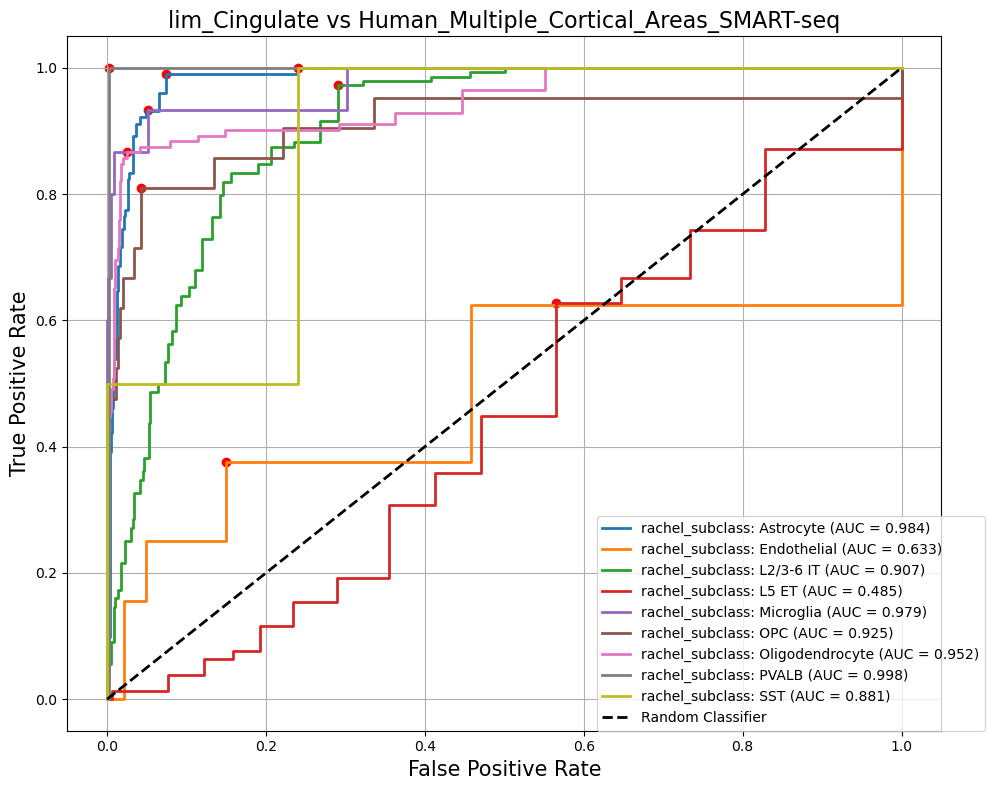 lim_Cingulate vs Human_Multiple_Cortical_Areas_SMART-seq
True Positive Rate
1.0
0.8
0.6
0.4
0.2
0.0
rachel_subclass: Astrocyte (AUC = 0.984)
rachel_subclass: Endothelial (AUC = 0.633)
rachel_subclass: L2/3-6 IT (AUC = 0.907)
rachel_subclass: L5 ET (AUC = 0.485)
rachel_subclass: Microglia (AUC = 0.979)
rachel_subclass: OPC (AUC = 0.925)
rachel_subclass: Oligodendrocyte (AUC = 0.952)
rachel_subclass: PVALB (AUC = 0.998)
rachel_subclass: SST (AUC = 0.881)
Random Classifier
0.0 0.2 0.4 0.6 0.8 1.0
False Positive Rate